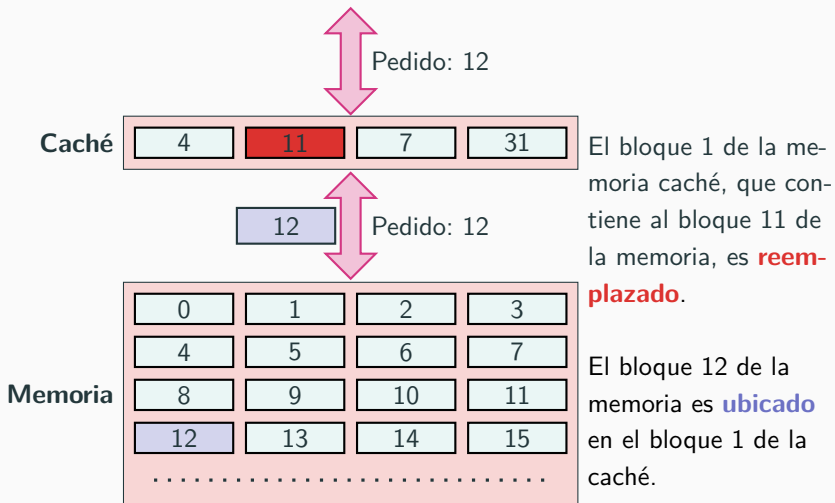 Pedido: 12
Caché
4 11 7 31
12
Pedido: 12
Memoria
0 1 2 3
4 5 6 7
8 9 10 11
12 13 14 15
El bloque 1 de la me-
moria caché, que con-
tiene al bloque 11 de
la memoria, es reem-
plazado.
El bloque 12 de la
memoria es ubicado
en el bloque 1 de la
caché.